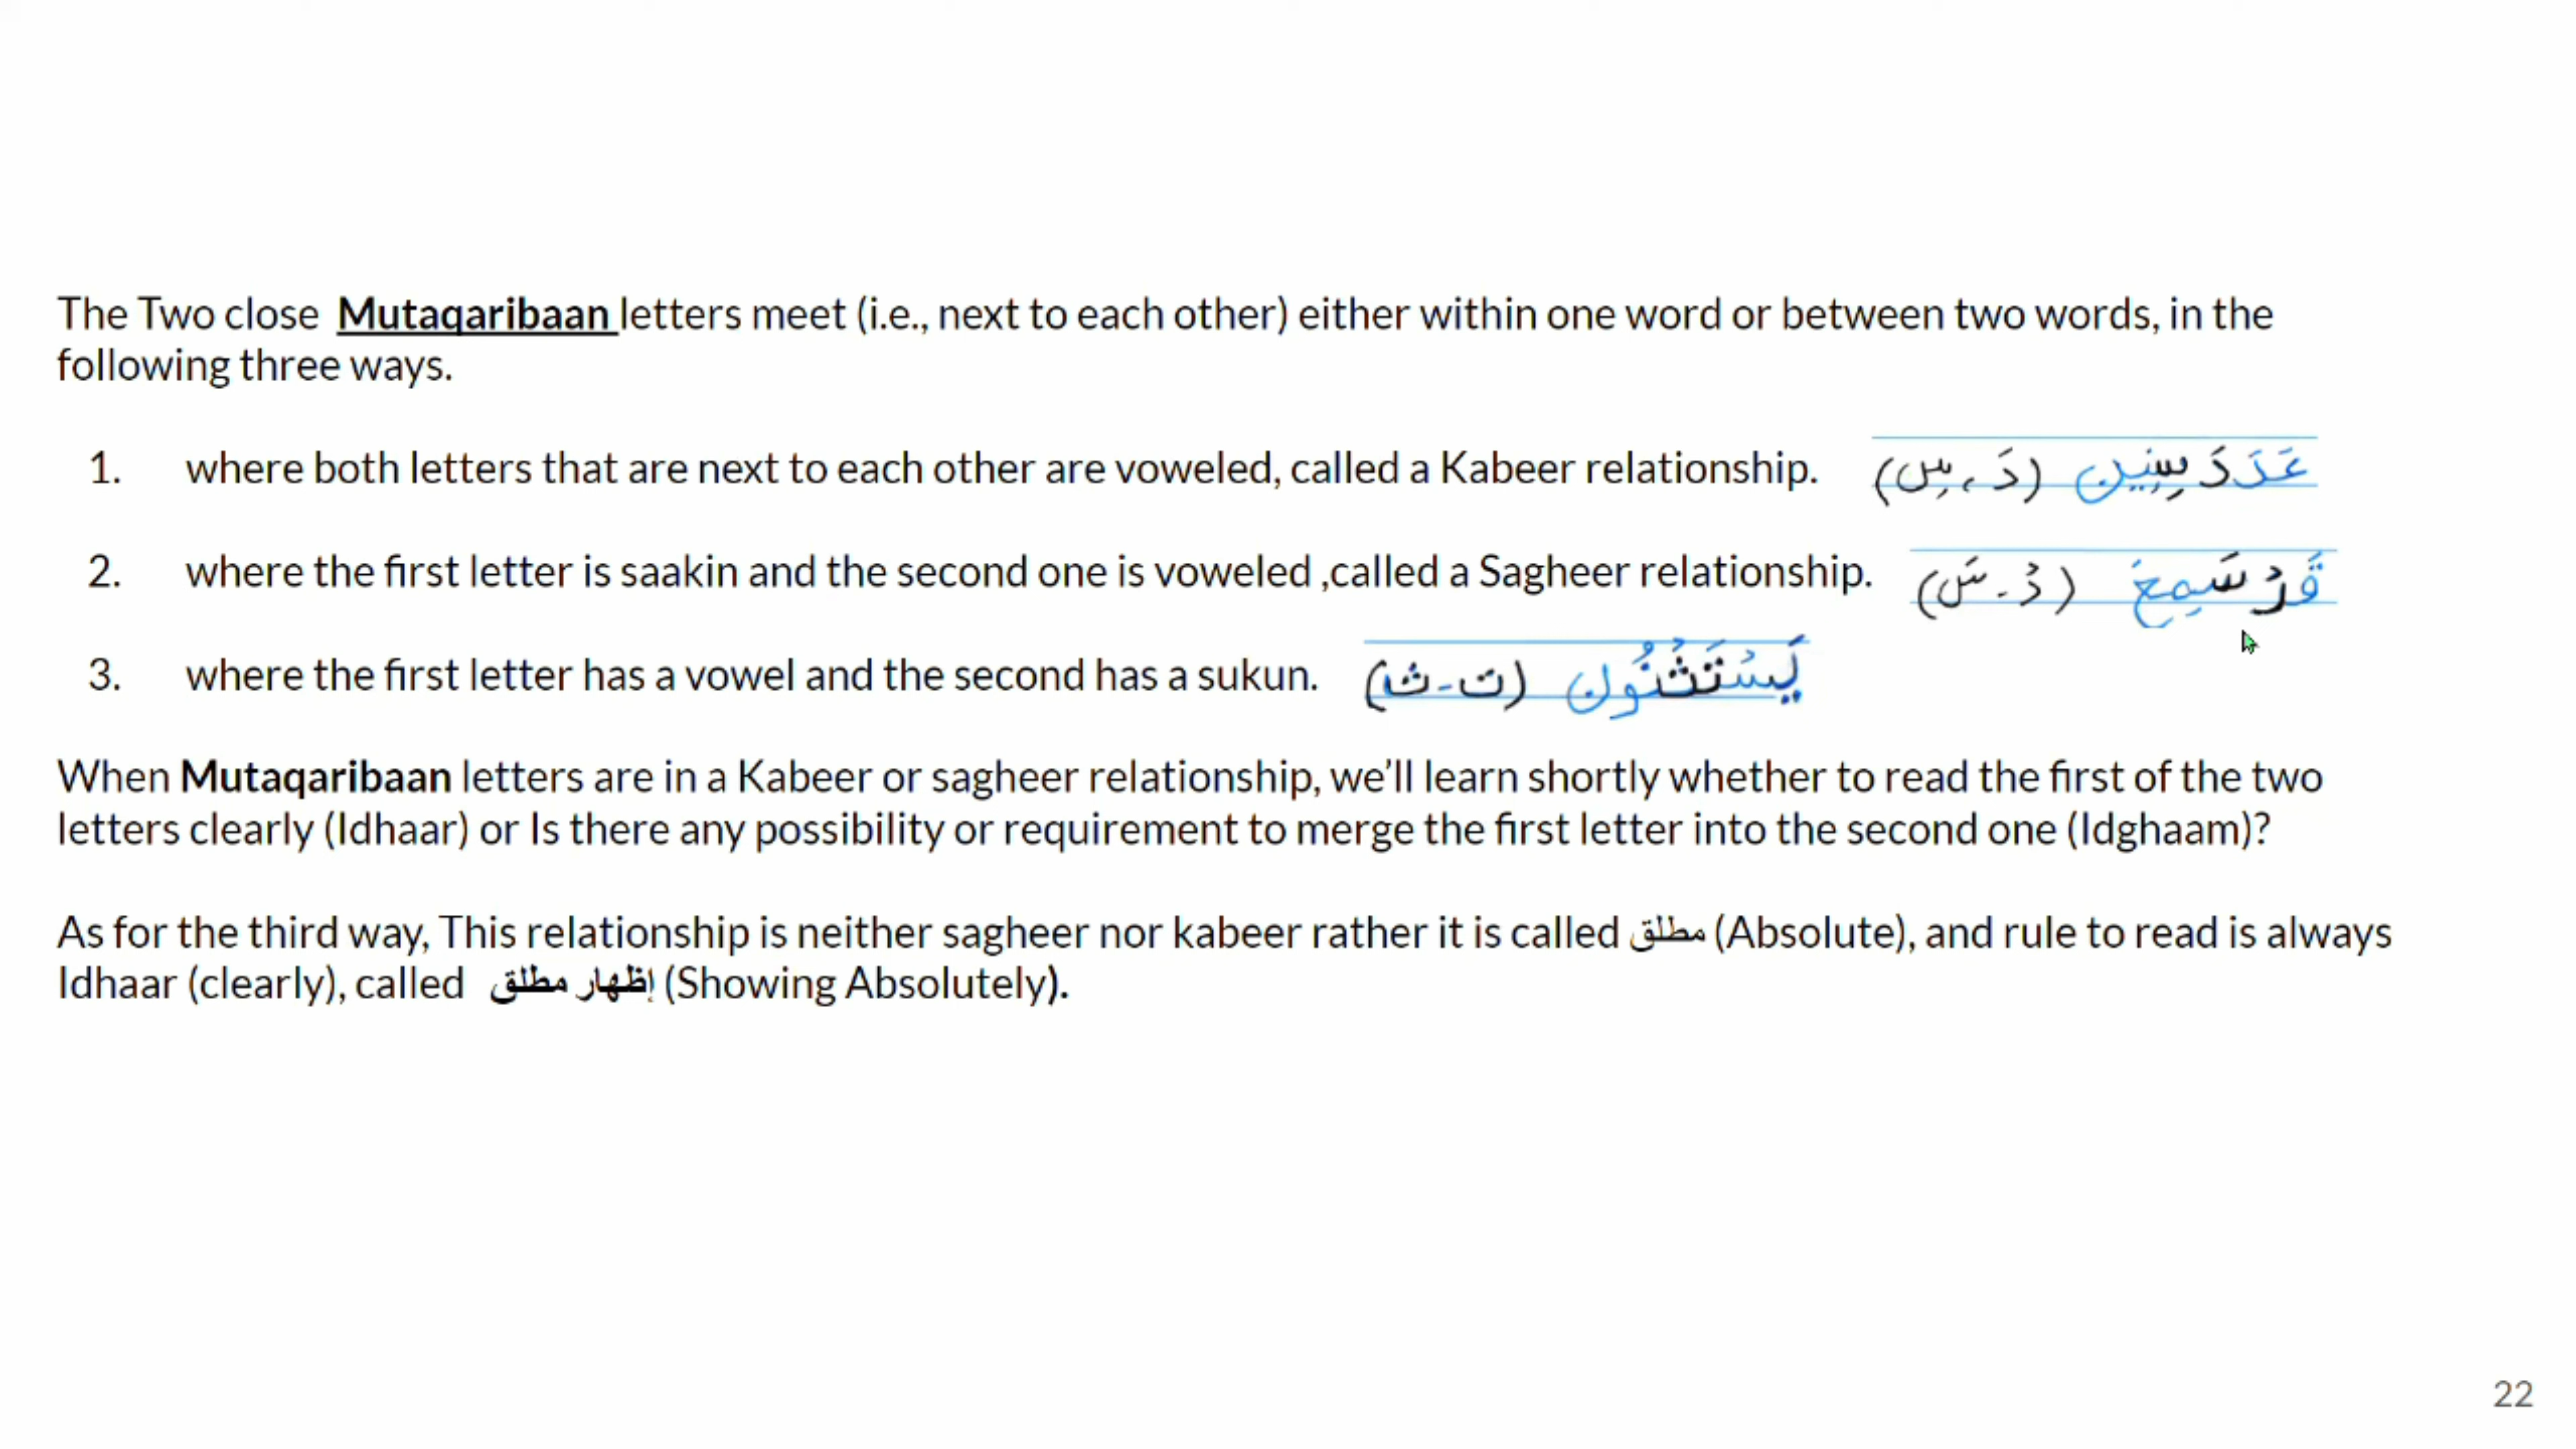 The Two close Mutaqaribaan letters meet (i.e., next to each other) either within one word or between two words, in the
following three ways.
1. where both letters that are next to each other are voweled, called a Kabeer relationship. عَدَدَ سِنِين (دَ، سِ)
2. where the first letter is saakin and the second one is voweled ,called a Sagheer relationship. قَدْ سَمِعَ (دْ - سَ)
3. where the first letter has a vowel and the second has a sukun. يَسْتَثْنُون (ت - ث)
When Mutaqaribaan letters are in a Kabeer or sagheer relationship, we’ll learn shortly whether to read the first of the two
letters clearly (Idhaar) or Is there any possibility or requirement to merge the first letter into the second one (Idghaam)?
As for the third way, This relationship is neither sagheer nor kabeer rather it is called مطلق (Absolute), and rule to read is always
Idhaar (clearly), called إظهار مطلق (Showing Absolutely).
22